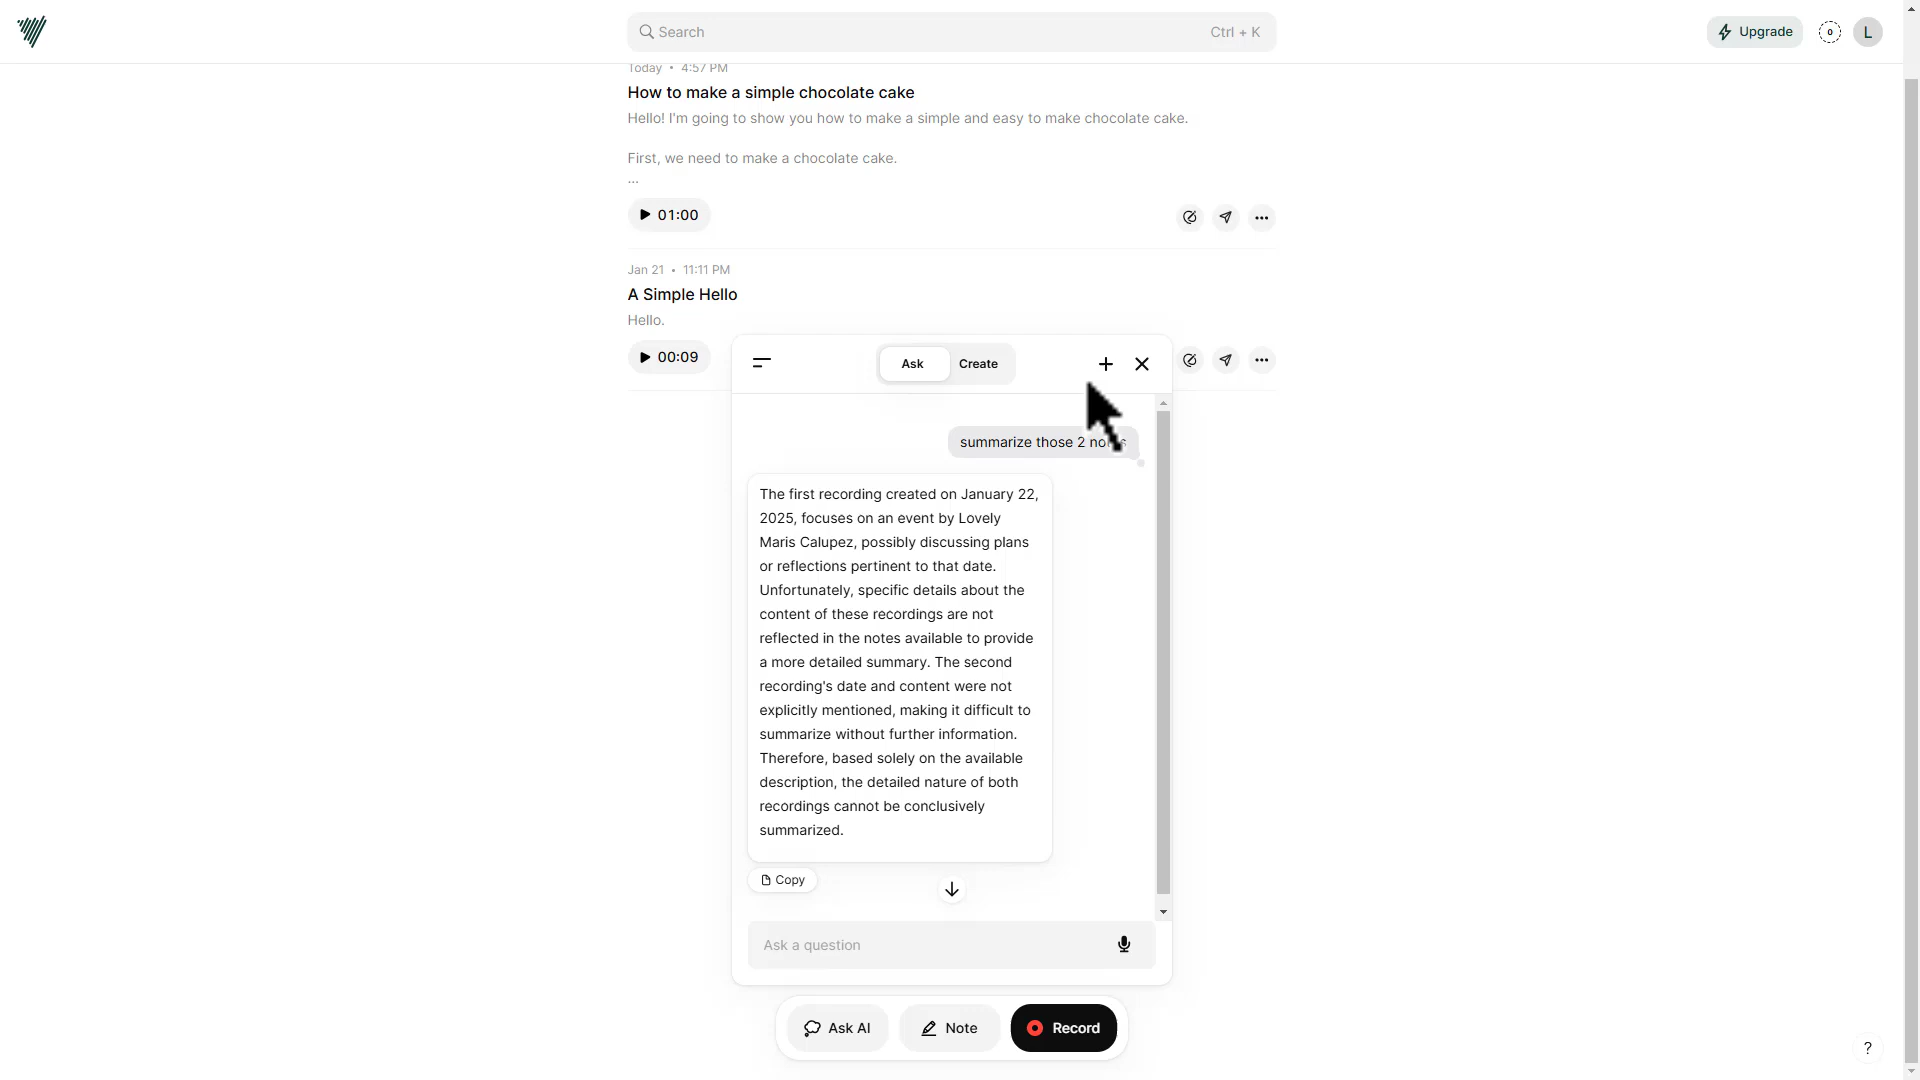 Search
Ctrl + K
Upgrade
0
L
Today • 4:57 PM
How to make a simple chocolate cake
Hello! I'm going to show you how to make a simple and easy to make chocolate cake.
First, we need to make a chocolate cake.
...
01:00
Jan 21 • 11:11 PM
A Simple Hello
Hello.
00:09
Ask
Create
summarize those 2
The first recording created on January 22,
2025, focuses on an event by Lovely
Maris Calupez, possibly discussing plans
or reflections pertinent to that date.
Unfortunately, specific details about the
content of these recordings are not
reflected in the notes available to provide
a more detailed summary. The second
recording's date and content were not
explicitly mentioned, making it difficult to
summarize without further information.
Therefore, based solely on the available
description, the detailed nature of both
recordings cannot be conclusively
summarized.
Copy
Ask a question
Ask AI
Note
Record
?